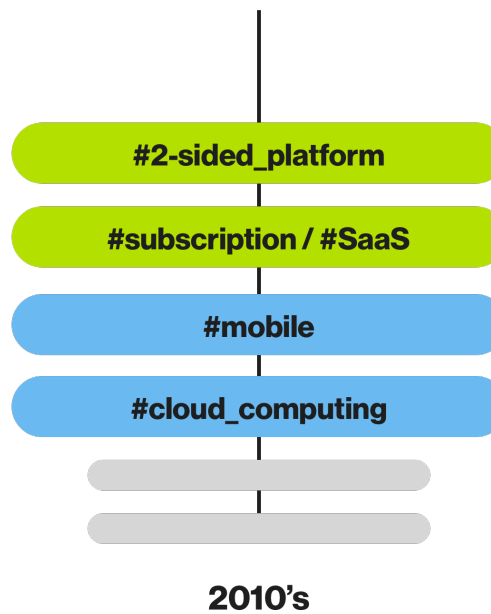 #2-sided_platform
#subscription / #SaaS
#mobile
#cloud_computing
2010’s